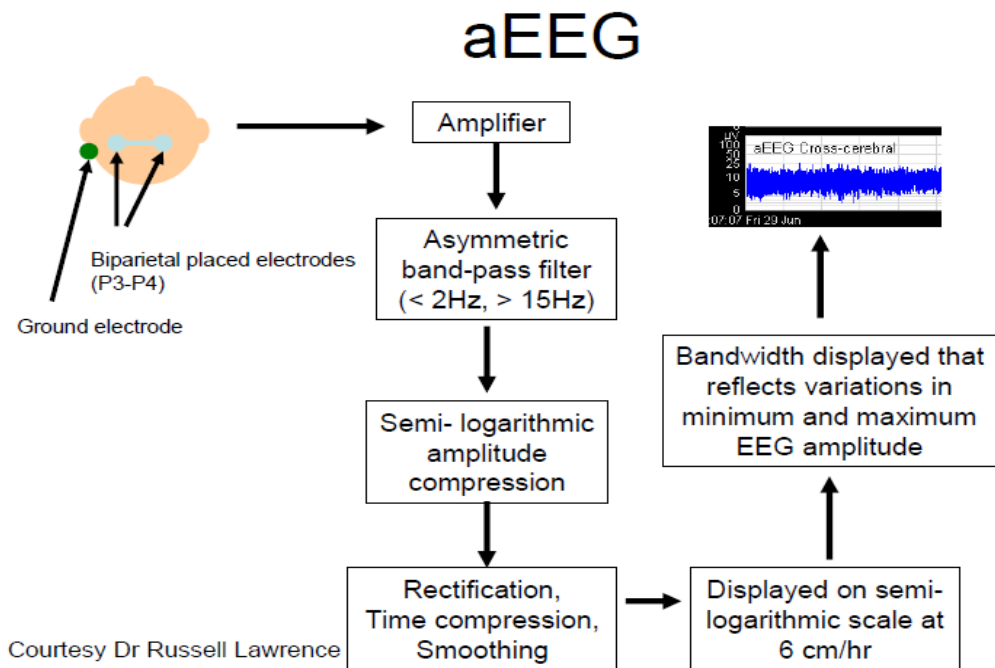 aEEG
Amplifier
Biparietal placed electrodes
(P3-P4)
Ground electrode
Asymmetric
band-pass filter
(< 2Hz, > 15Hz)
Semi- logarithmic
amplitude
compression
Rectification,
Time compression,
Smoothing
Displayed on semi-
logarithmic scale at
6 cm/hr
Bandwidth displayed that
reflects variations in
minimum and maximum
EEG amplitude
µV
100
50
25
10
5
0
aEEG Cross-cerebral
:07:07 Fri 29 Jun
Courtesy Dr Russell Lawrence